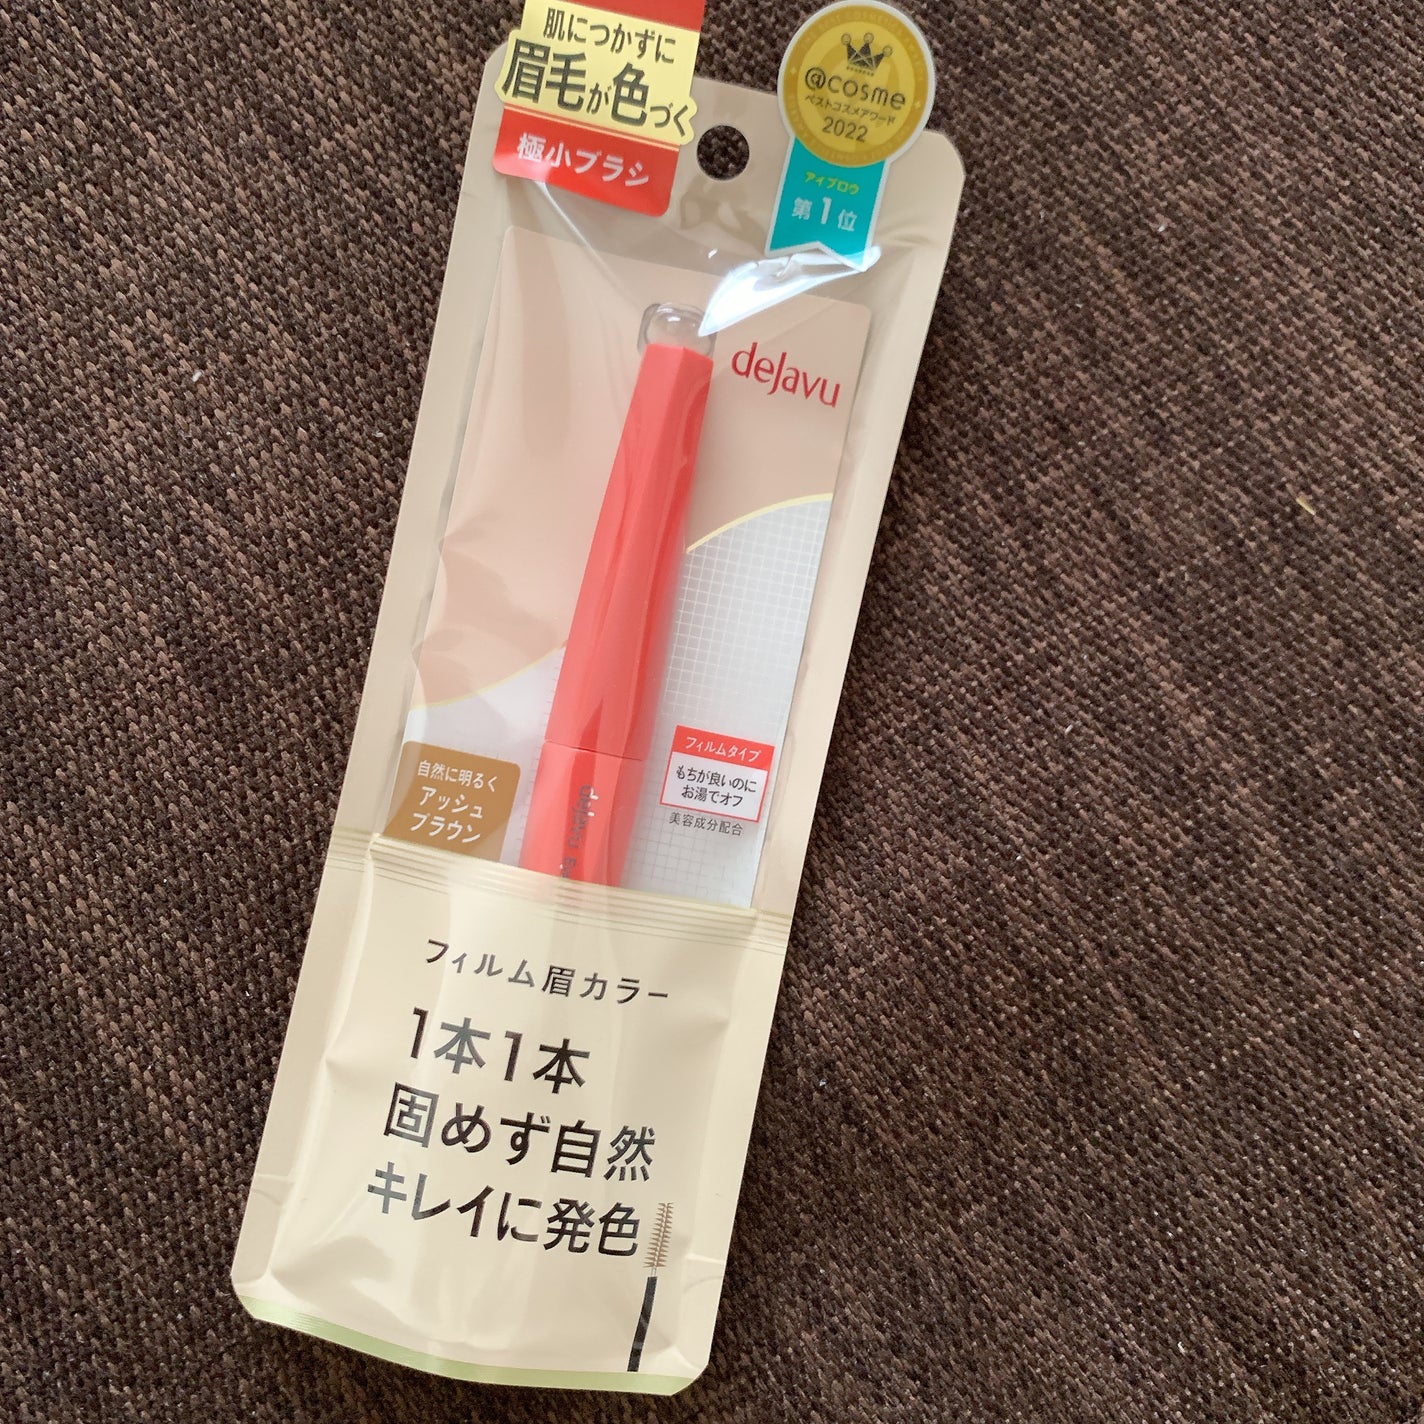 肌につかずに
眉毛が色づく
極小ブラシ
@cosme
ベストコスメアワード
2022
アイブロウ
第1位
dejavu
フィルムタイプ
もちが良いのに
お湯でオフ
美容成分配合
自然に明るく
アッシュ
ブラウン
dejavu
フィルム眉カラー
1本1本
固めず自然
キレイに発色